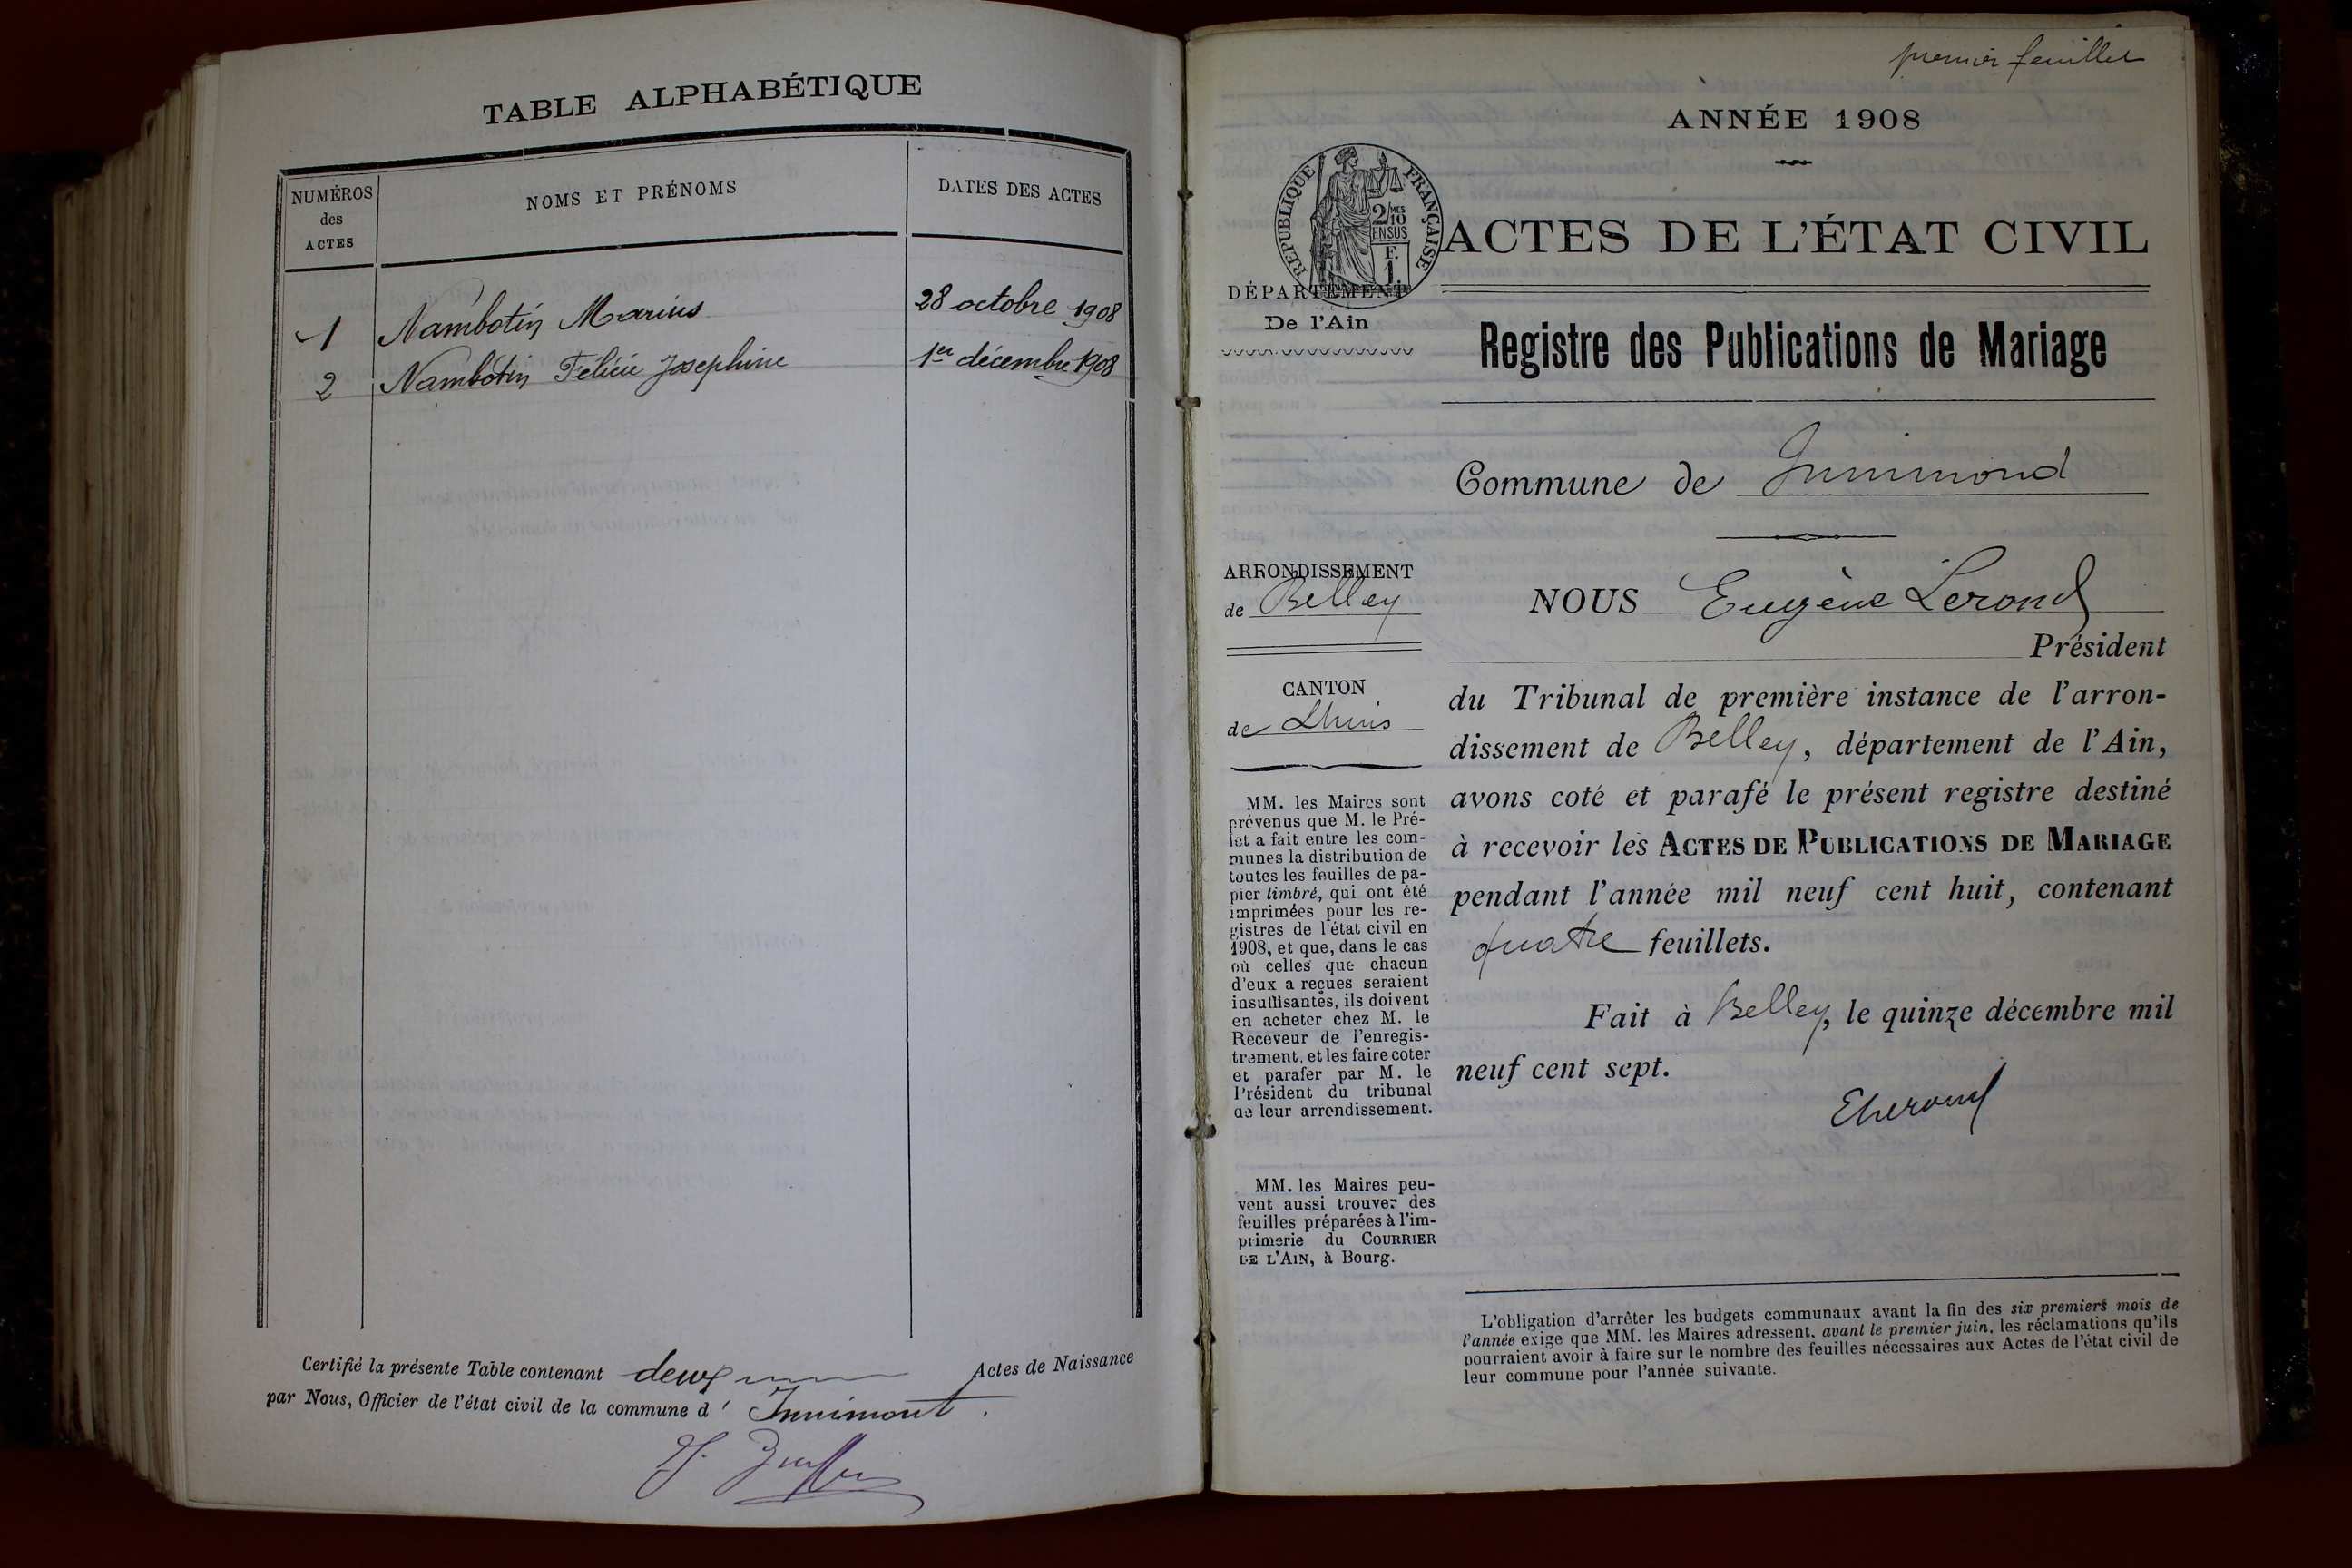 TABLE ALPHABÉTIQUE
NUMÉROS
des
ACTES
NOMS ET PRÉNOMS
DATES DES ACTES
1 Nambotin Marius 28 octobre 1908
2 Nambotin Félicie Josephine 1er décembre 1908
Certifié la présente Table contenant deux Actes de Naissance
par Nous, Officier de l'état civil de la commune d' Innimont.
premier feuillet
ANNÉE 1908
RÉPUBLIQUE FRANÇAISE
2/10 MES
EN SUS
F.
1
ACTES DE L'ÉTAT CIVIL
DÉPARTEMENT
De l'Ain
Registre des Publications de Mariage
Commune de Innimond
ARRONDISSEMENT
de Belley
CANTON
de Lhuis
MM. les Maires sont
prévenus que M. le Pré-
fet a fait entre les com-
munes la distribution de
toutes les feuilles de pa-
pier timbré, qui ont été
imprimées pour les re-
gistres de l'état civil en
1908, et que, dans le cas
où celles que chacun
d'eux a reçues seraient
insuffisantes, ils doivent
en acheter chez M. le
Receveur de l'enregis-
trement, et les faire coter
et parafer par M. le
Président du tribunal
de leur arrondissement.
MM. les Maires peu-
vent aussi trouver des
feuilles préparées à l'im-
primerie du COURRIER
DE L'AIN, à Bourg.
NOUS Eugène Lerond
Président
du Tribunal de première instance de l'arron-
dissement de Belley, département de l'Ain,
avons coté et parafé le présent registre destiné
à recevoir les ACTES DE PUBLICATIONS DE MARIAGE
pendant l'année mil neuf cent huit, contenant
quatre feuillets.
Fait à Belley, le quinze décembre mil
neuf cent sept.
ELerond
L'obligation d'arrêter les budgets communaux avant la fin des six premiers mois de
l'année exige que MM. les Maires adressent, avant le premier juin, les réclamations qu'ils
pourraient avoir à faire sur le nombre des feuilles nécessaires aux Actes de l'état civil de
leur commune pour l'année suivante.